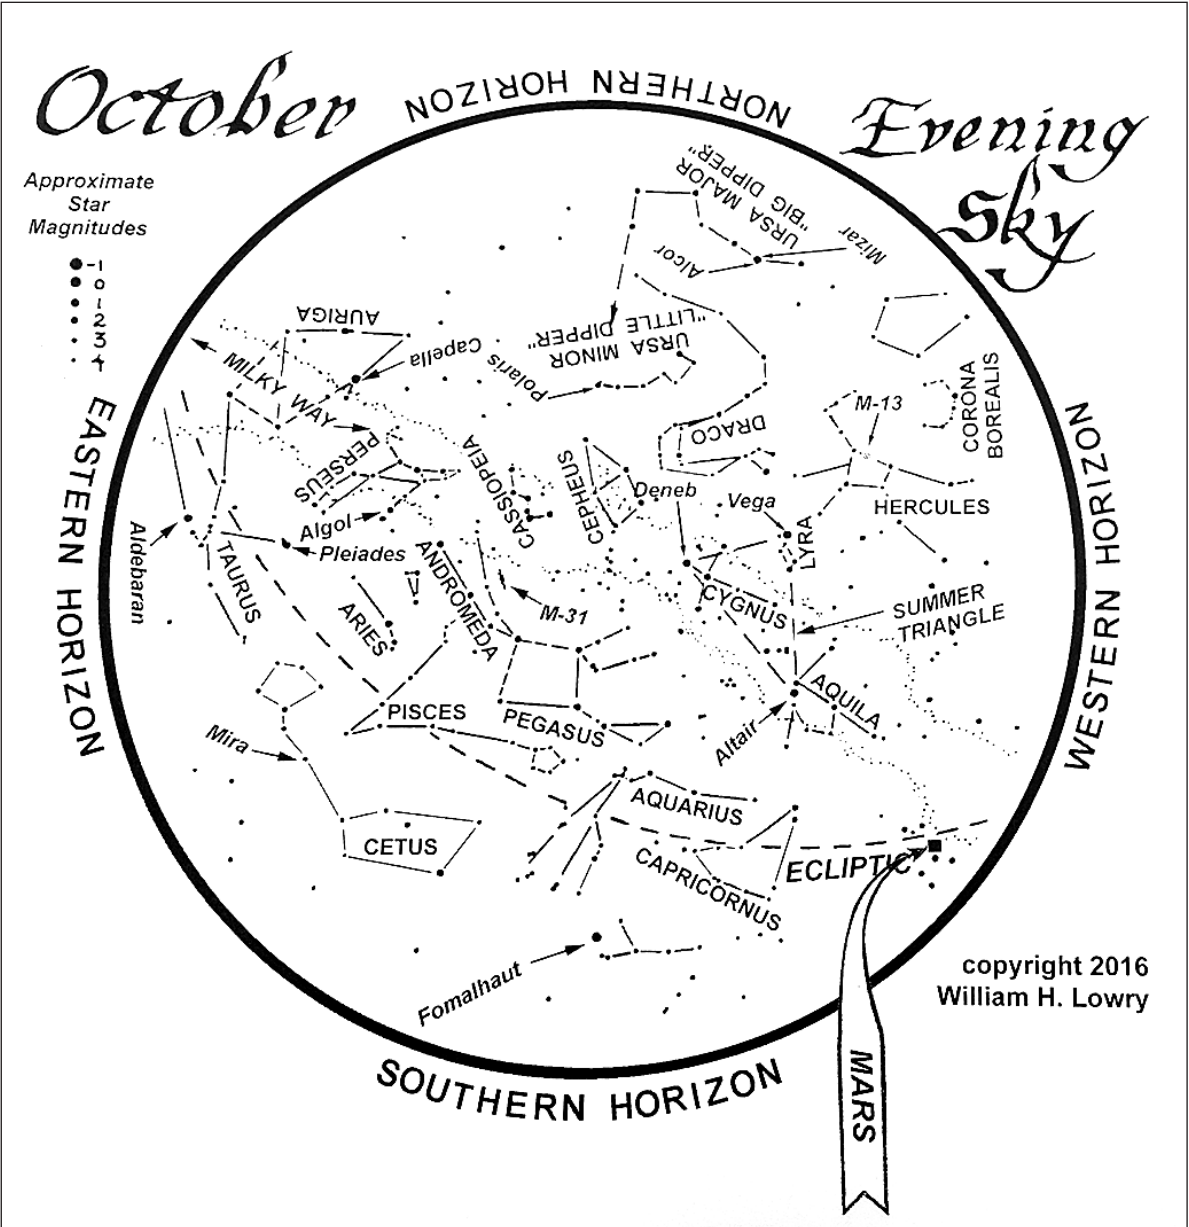 October
Evening
Sky
NORTHERN HORIZON
Approximate
Star
Magnitudes
-1
0
1
2
3
4
URSA MAJOR
"BIG DIPPER"
Mizar
Alcor
AURIGA
Capella
MILKY WAY
URSA MINOR
"LITTLE DIPPER"
Polaris
DRACO
M-13
CORONA
BOREALIS
EASTERN HORIZON
WESTERN HORIZON
PERSEUS
CASSIOPEIA
CEPHEUS
Deneb
Vega
HERCULES
Algol
Pleiades
Aldebaran
TAURUS
ANDROMEDA
LYRA
ARIES
M-31
CYGNUS
SUMMER
TRIANGLE
PISCES
PEGASUS
AQUILA
Altair
Mira
AQUARIUS
CETUS
CAPRICORNUS
ECLIPTIC
Fomalhaut
copyright 2016
William H. Lowry
SOUTHERN HORIZON
MARS